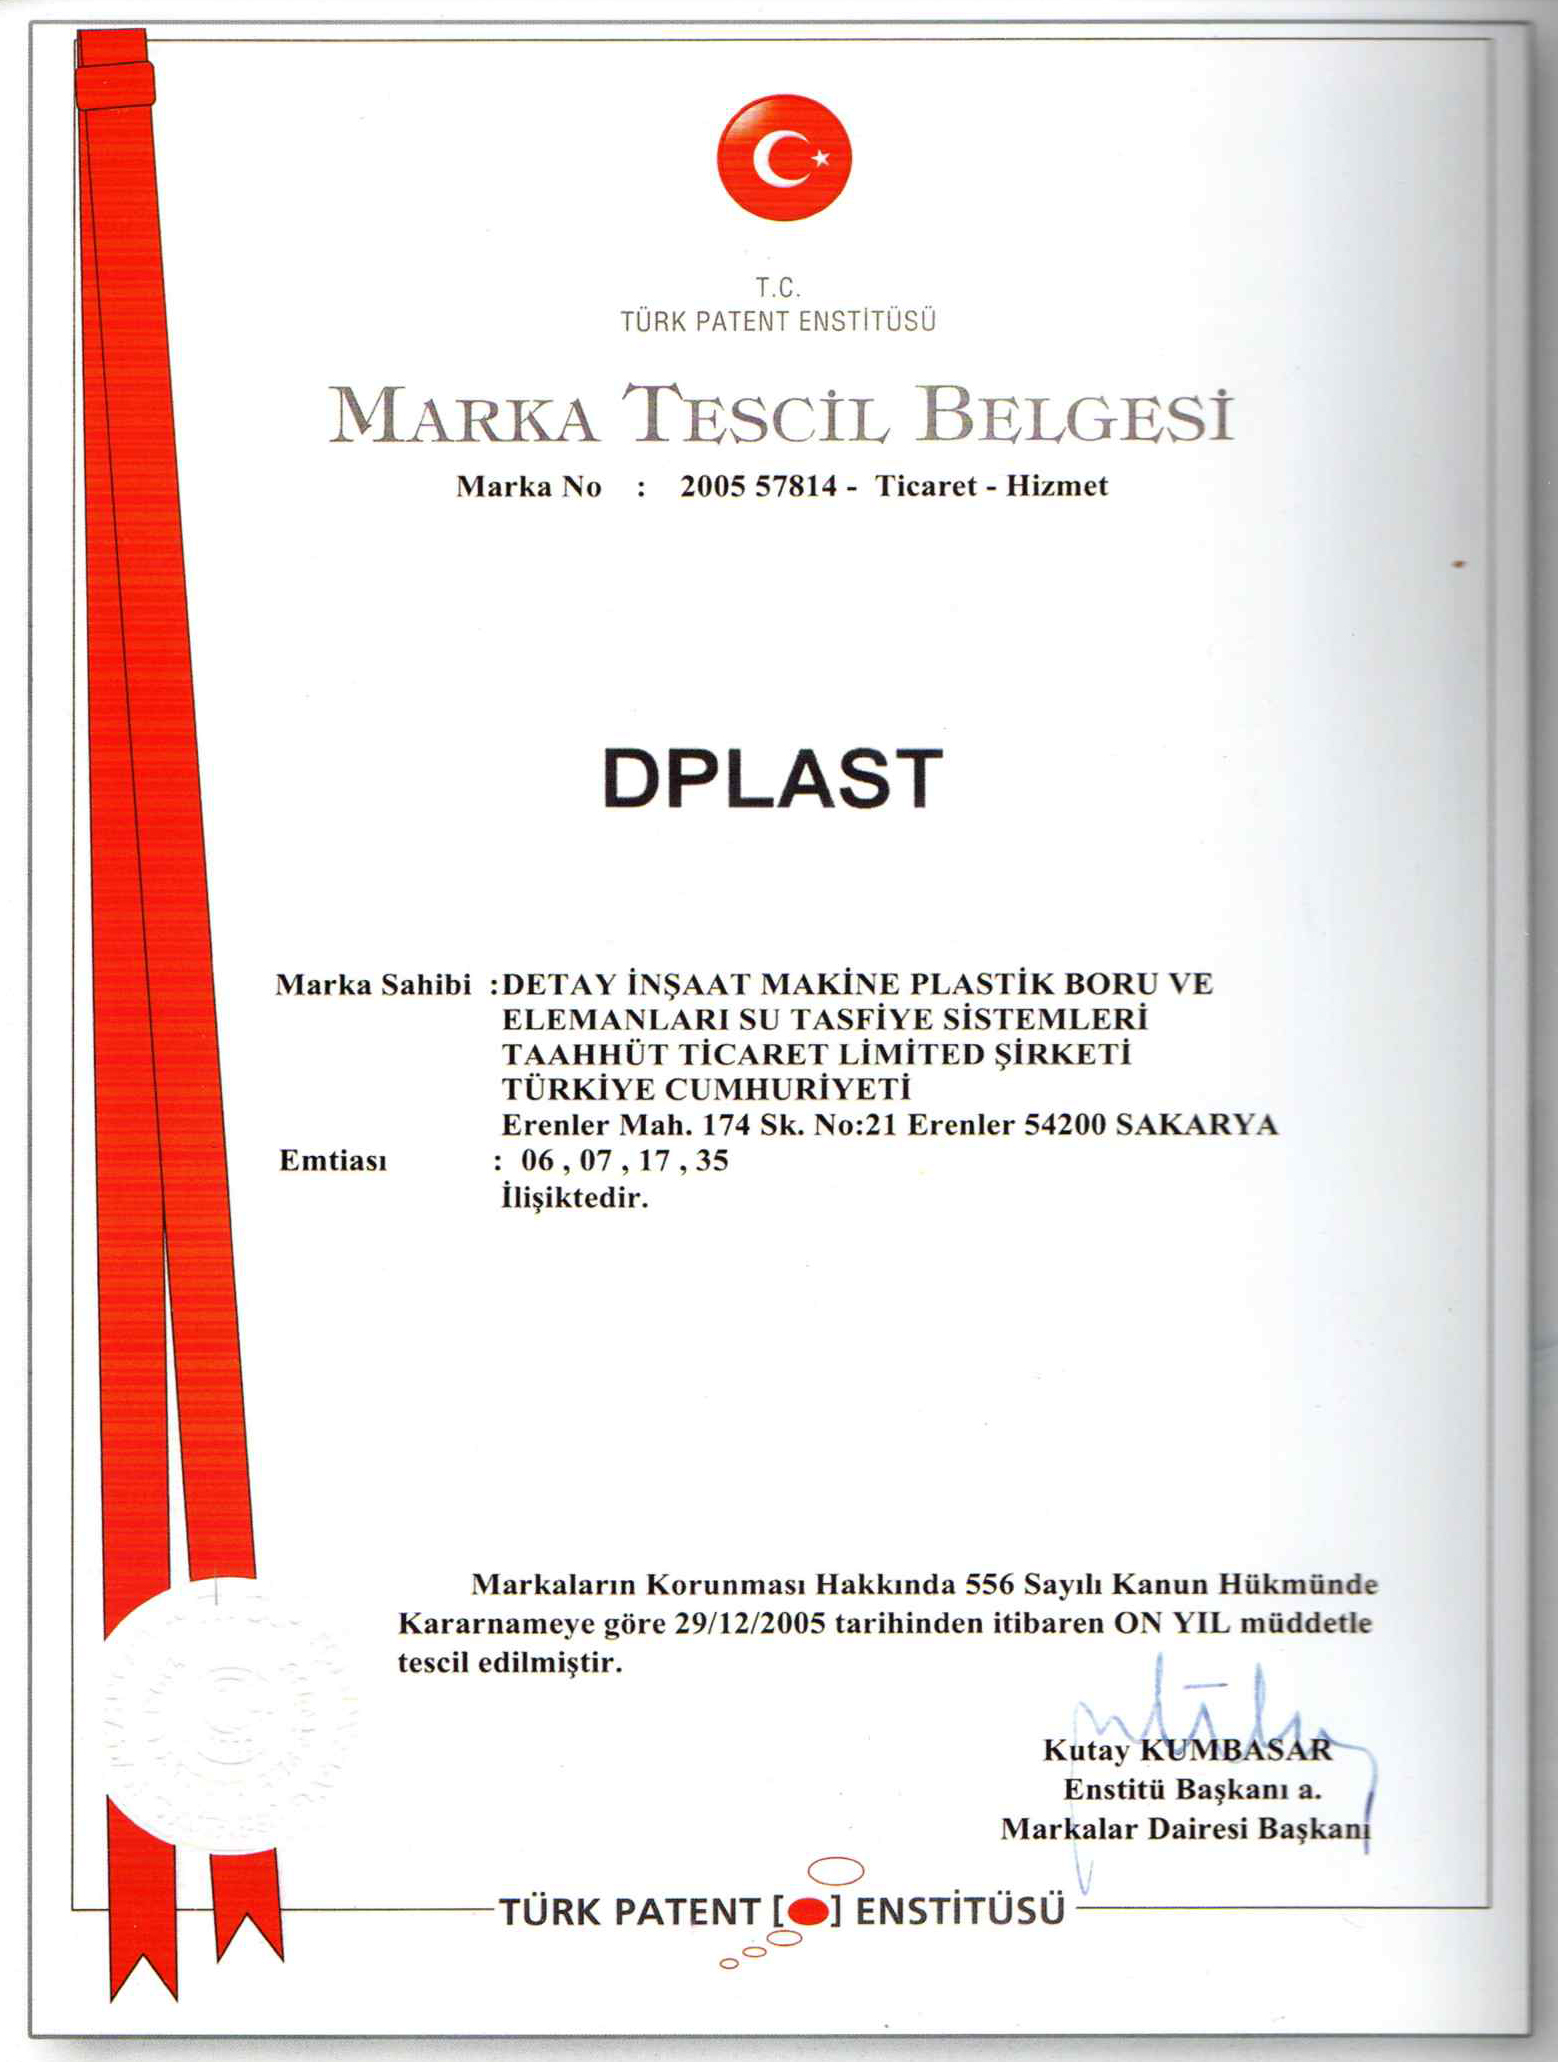 T.C.
TÜRK PATENT ENSTİTÜSÜ
MARKA TESCİL BELGESİ
Marka No : 2005 57814 - Ticaret - Hizmet
DPLAST
Marka Sahibi :DETAY İNŞAAT MAKİNE PLASTİK BORU VE
ELEMANLARI SU TASFİYE SİSTEMLERİ
TAAHHÜT TİCARET LİMİTED ŞİRKETİ
TÜRKİYE CUMHURİYETİ
Erenler Mah. 174 Sk. No:21 Erenler 54200 SAKARYA
Emtiası : 06 , 07 , 17 , 35
İlişiktedir.
Markaların Korunması Hakkında 556 Sayılı Kanun Hükmünde
Kararnameye göre 29/12/2005 tarihinden itibaren ON YIL müddetle
tescil edilmiştir.
Kutay KUMBASAR
Enstitü Başkanı a.
Markalar Dairesi Başkanı
TÜRK PATENT [ ] ENSTİTÜSÜ